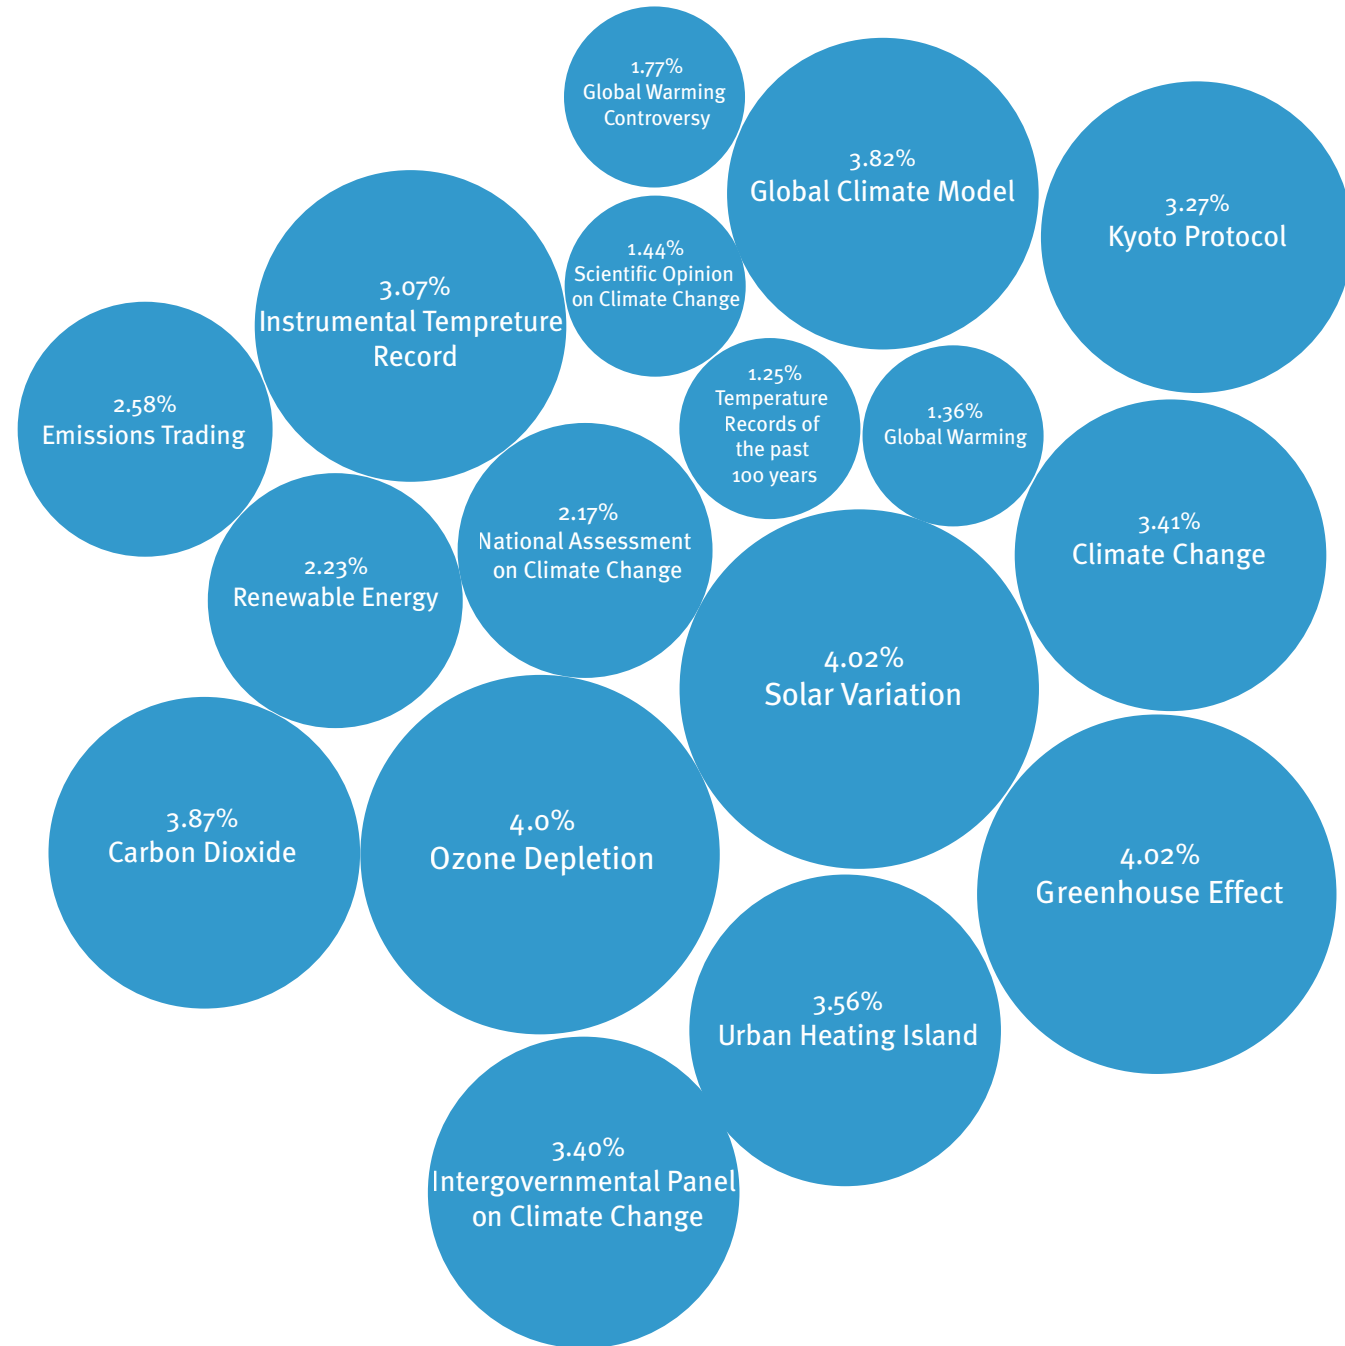 1.77%
Global Warming
Controversy
3.82%
Global Climate Model
3.27%
Kyoto Protocol
1.44%
Scientific Opinion
on Climate Change
3.07%
Instrumental Tempreture
Record
2.58%
Emissions Trading
1.25%
Temperature
Records of
the past
100 years
1.36%
Global Warming
2.17%
National Assessment
on Climate Change
3.41%
Climate Change
2.23%
Renewable Energy
4.02%
Solar Variation
3.87%
Carbon Dioxide
4.0%
Ozone Depletion
4.02%
Greenhouse Effect
3.56%
Urban Heating Island
3.40%
Intergovernmental Panel
on Climate Change